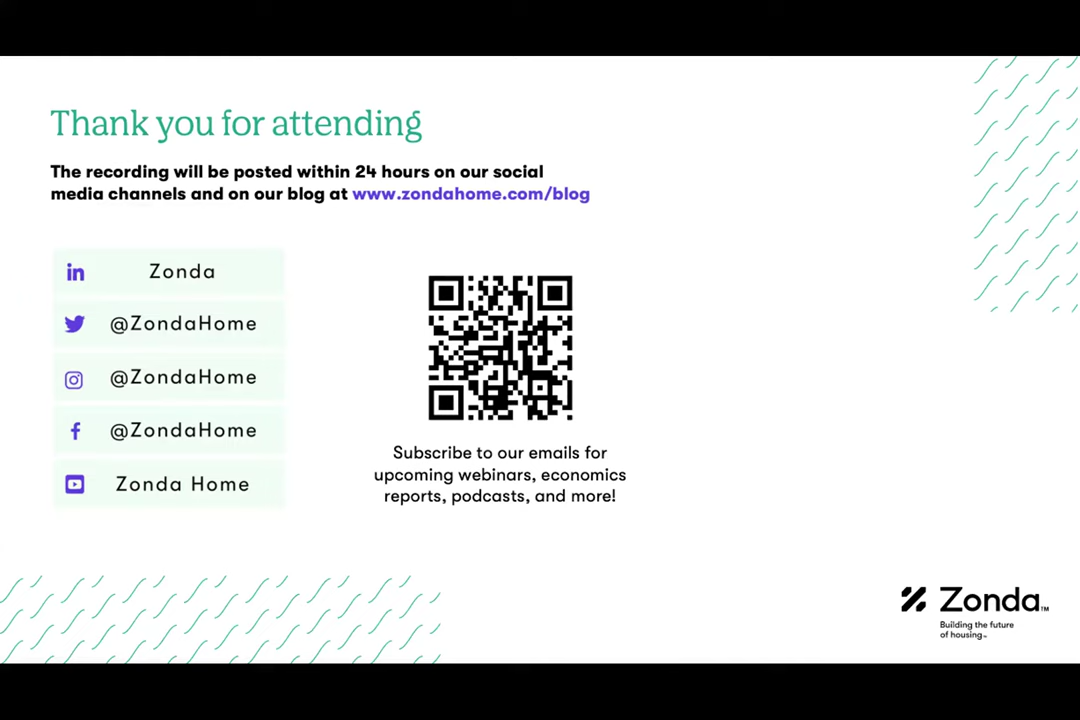 Thank you for attending
The recording will be posted within 24 hours on our social
media channels and on our blog at www.zondahome.com/blog
in Zonda
@ZondaHome
@ZondaHome
f @ZondaHome
Zonda Home
Subscribe to our emails for
upcoming webinars, economics
reports, podcasts, and more!
Zonda™
Building the future
of housing™